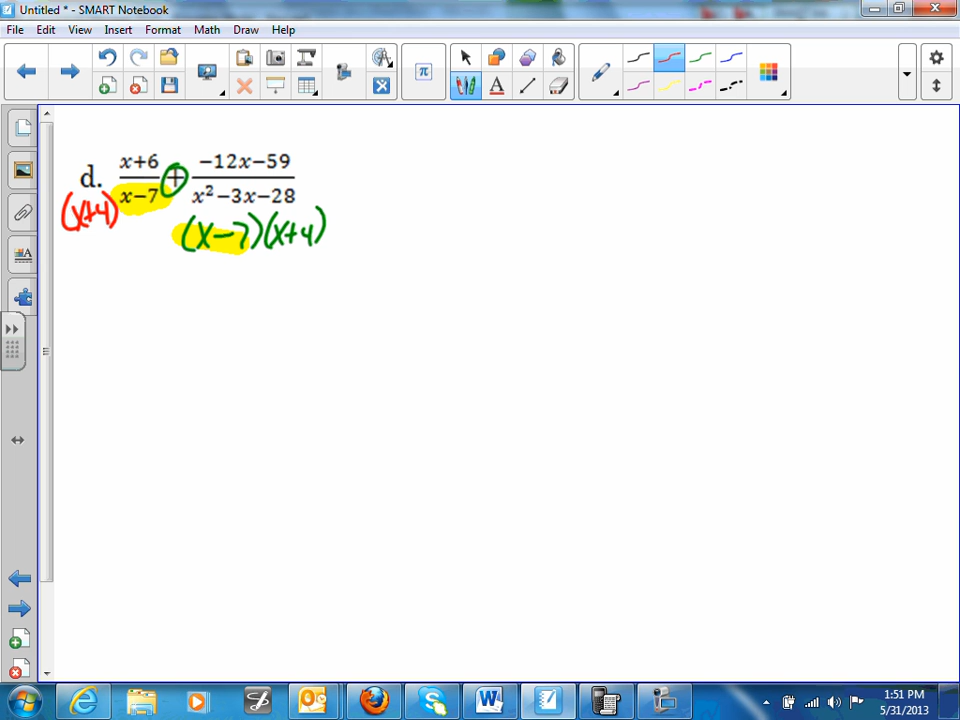 Untitled * - SMART Notebook
File Edit View Insert Format Math Draw Help
π
A
d. x+6/x−7 + −12x−59/x²−3x−28
(x+4)
(x−7)(x+4)
1:51 PM
5/31/2013